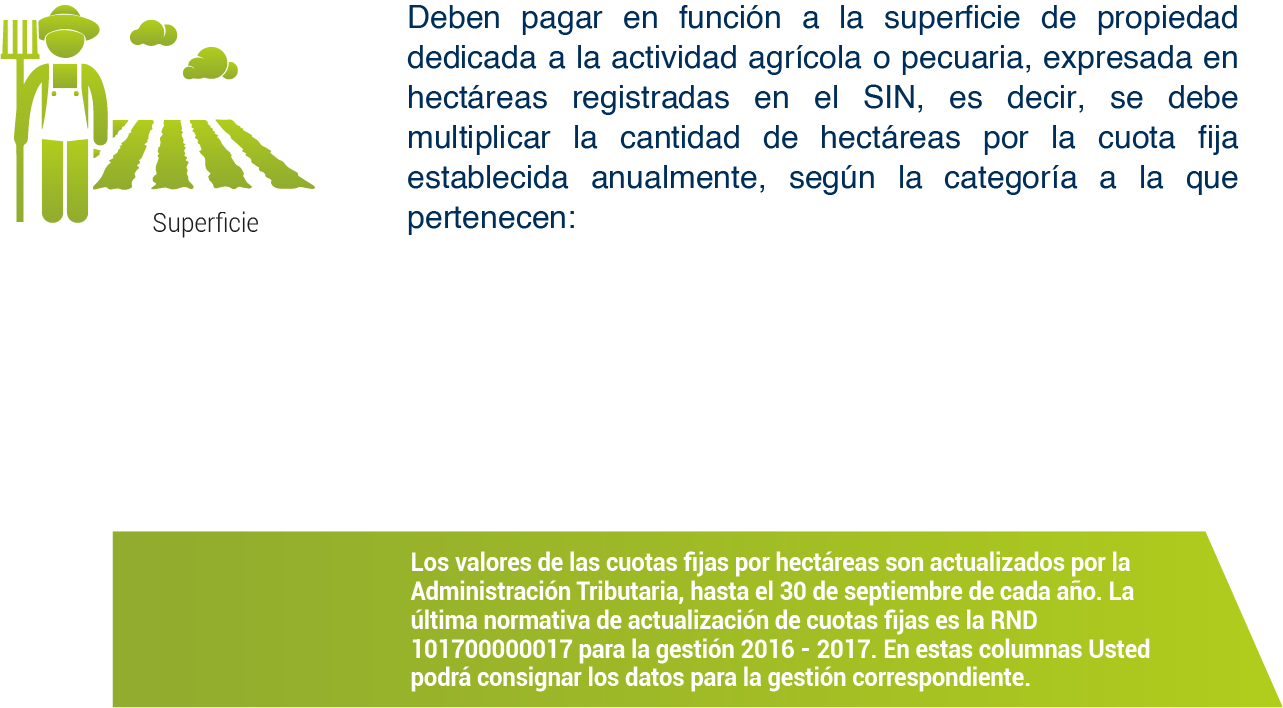 Deben pagar en función a la superficie de propiedad
dedicada a la actividad agrícola o pecuaria, expresada en
hectáreas registradas en el SIN, es decir, se debe
multiplicar la cantidad de hectáreas por la cuota fija
establecida anualmente, según la categoría a la que
pertenecen:
Superficie
Los valores de las cuotas fijas por hectáreas son actualizados por la
Administración Tributaria, hasta el 30 de septiembre de cada año. La
última normativa de actualización de cuotas fijas es la RND
101700000017 para la gestión 2016 - 2017. En estas columnas Usted
podrá consignar los datos para la gestión correspondiente.